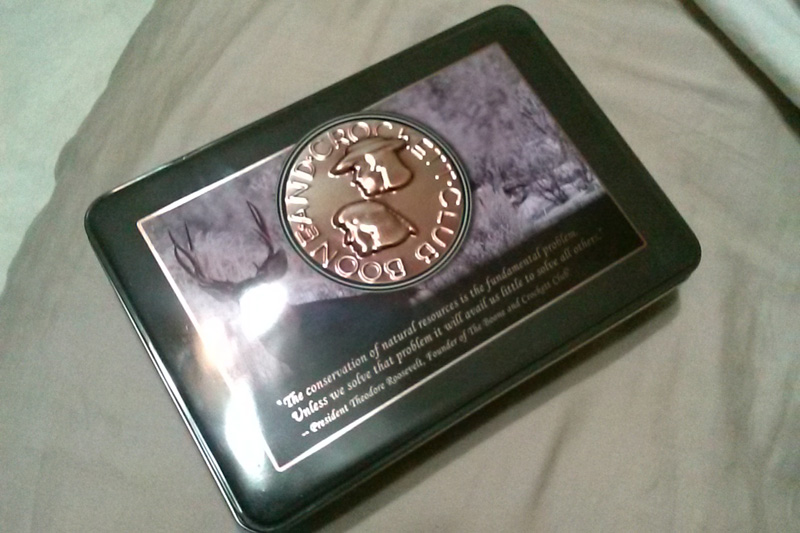 BOONE AND CROCKETT CLUB
"The conservation of natural resources is the fundamental problem.
Unless we solve that problem it will avail us little to solve all others."
-- President Theodore Roosevelt, Founder of The Boone and Crockett Club